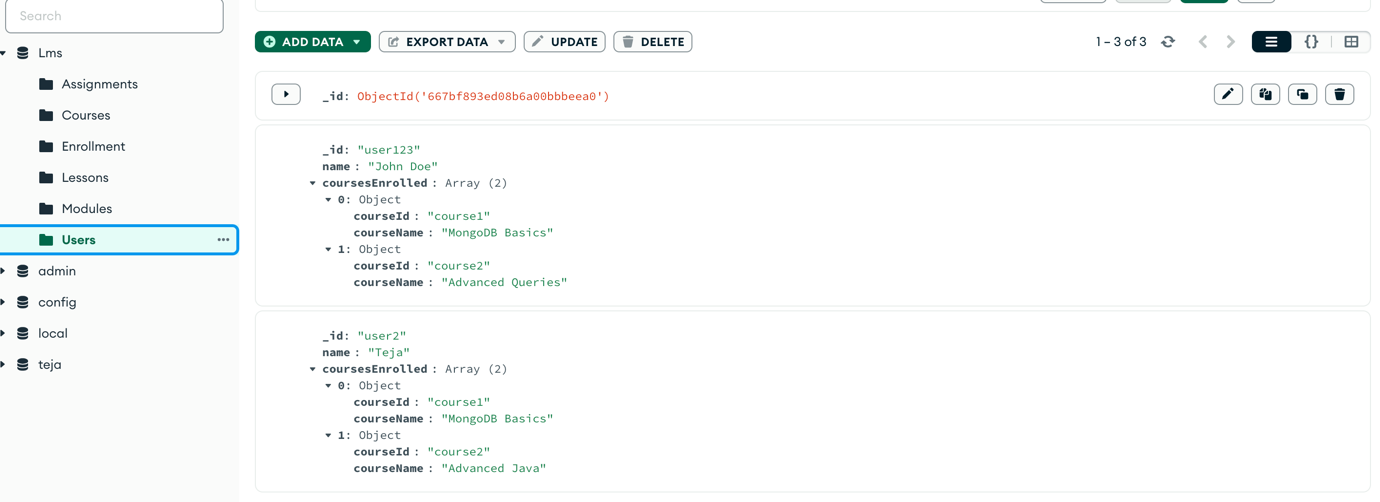 Search
Lms
Assignments
Courses
Enrollment
Lessons
Modules
Users
admin
config
local
teja
ADD DATA EXPORT DATA UPDATE DELETE 1 – 3 of 3 {}
_id: ObjectId('667bf893ed08b6a00bbbeea0')
_id: "user123"
name : "John Doe"
coursesEnrolled : Array (2)
0: Object
courseId : "course1"
courseName : "MongoDB Basics"
1: Object
courseId : "course2"
courseName : "Advanced Queries"
_id: "user2"
name : "Teja"
coursesEnrolled : Array (2)
0: Object
courseId : "course1"
courseName : "MongoDB Basics"
1: Object
courseId : "course2"
courseName : "Advanced Java"